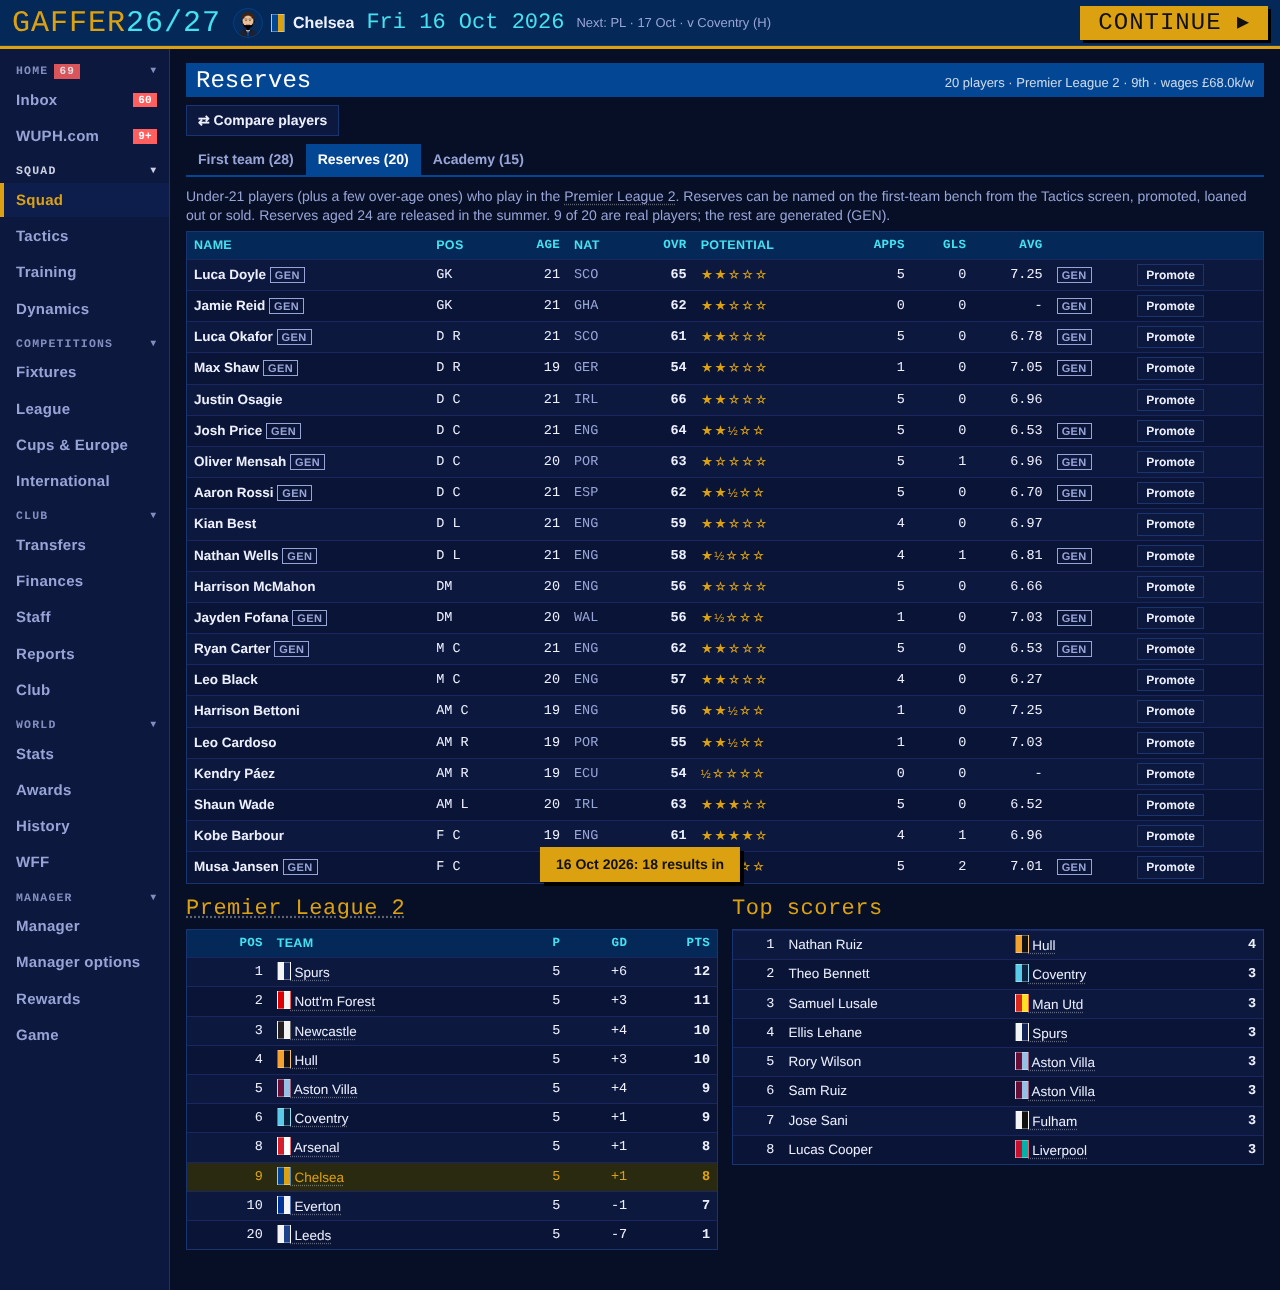 GAFFER26/27 Chelsea Fri 16 Oct 2026 Next: PL · 17 Oct · v Coventry (H) CONTINUE ►
HOME 69 ▼
Inbox 60
WUPH.com 9+
SQUAD ▼
Squad
Tactics
Training
Dynamics
COMPETITIONS ▼
Fixtures
League
Cups & Europe
International
CLUB ▼
Transfers
Finances
Staff
Reports
Club
WORLD ▼
Stats
Awards
History
WFF
MANAGER ▼
Manager
Manager options
Rewards
Game
Reserves 20 players · Premier League 2 · 9th · wages £68.0k/w
⇄ Compare players
First team (28) Reserves (20) Academy (15)
Under-21 players (plus a few over-age ones) who play in the Premier League 2. Reserves can be named on the first-team bench from the Tactics screen, promoted, loaned
out or sold. Reserves aged 24 are released in the summer. 9 of 20 are real players; the rest are generated (GEN).
NAME POS AGE NAT OVR POTENTIAL APPS GLS AVG
Luca Doyle GEN GK 21 SCO 65 ★★☆☆☆ 5 0 7.25 GEN Promote
Jamie Reid GEN GK 21 GHA 62 ★★☆☆☆ 0 0 - GEN Promote
Luca Okafor GEN D R 21 SCO 61 ★★☆☆☆ 5 0 6.78 GEN Promote
Max Shaw GEN D R 19 GER 54 ★★☆☆☆ 1 0 7.05 GEN Promote
Justin Osagie D C 21 IRL 66 ★★☆☆☆ 5 0 6.96 Promote
Josh Price GEN D C 21 ENG 64 ★★½☆☆ 5 0 6.53 GEN Promote
Oliver Mensah GEN D C 20 POR 63 ★☆☆☆☆ 5 1 6.96 GEN Promote
Aaron Rossi GEN D C 21 ESP 62 ★★½☆☆ 5 0 6.70 GEN Promote
Kian Best D L 21 ENG 59 ★★☆☆☆ 4 0 6.97 Promote
Nathan Wells GEN D L 21 ENG 58 ★½☆☆☆ 4 1 6.81 GEN Promote
Harrison McMahon DM 20 ENG 56 ★☆☆☆☆ 5 0 6.66 Promote
Jayden Fofana GEN DM 20 WAL 56 ★½☆☆☆ 1 0 7.03 GEN Promote
Ryan Carter GEN M C 21 ENG 62 ★★☆☆☆ 5 0 6.53 GEN Promote
Leo Black M C 20 ENG 57 ★★☆☆☆ 4 0 6.27 Promote
Harrison Bettoni AM C 19 ENG 56 ★★½☆☆ 1 0 7.25 Promote
Leo Cardoso AM R 19 POR 55 ★★½☆☆ 1 0 7.03 Promote
Kendry Páez AM R 19 ECU 54 ½☆☆☆☆ 0 0 - Promote
Shaun Wade AM L 20 IRL 63 ★★★☆☆ 5 0 6.52 Promote
Kobe Barbour F C 19 ENG 61 ★★★★☆ 4 1 6.96 Promote
Musa Jansen GEN F C ☆☆ 5 2 7.01 GEN Promote
16 Oct 2026: 18 results in
Premier League 2
POS TEAM P GD PTS
1 Spurs 5 +6 12
2 Nott'm Forest 5 +3 11
3 Newcastle 5 +4 10
4 Hull 5 +3 10
5 Aston Villa 5 +4 9
6 Coventry 5 +1 9
8 Arsenal 5 +1 8
9 Chelsea 5 +1 8
10 Everton 5 -1 7
20 Leeds 5 -7 1
Top scorers
1 Nathan Ruiz Hull 4
2 Theo Bennett Coventry 3
3 Samuel Lusale Man Utd 3
4 Ellis Lehane Spurs 3
5 Rory Wilson Aston Villa 3
6 Sam Ruiz Aston Villa 3
7 Jose Sani Fulham 3
8 Lucas Cooper Liverpool 3